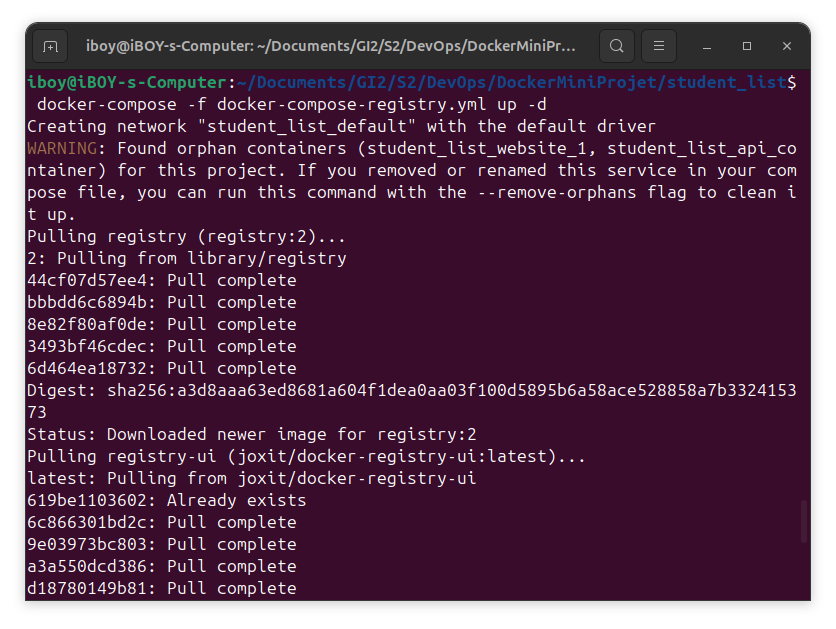 iboy@iBOY-s-Computer: ~/Documents/GI2/S2/DevOps/DockerMiniPr...
iboy@iBOY-s-Computer:~/Documents/GI2/S2/DevOps/DockerMiniProjet/student_list$
docker-compose -f docker-compose-registry.yml up -d
Creating network "student_list_default" with the default driver
WARNING: Found orphan containers (student_list_website_1, student_list_api_co
ntainer) for this project. If you removed or renamed this service in your com
pose file, you can run this command with the --remove-orphans flag to clean i
t up.
Pulling registry (registry:2)...
2: Pulling from library/registry
44cf07d57ee4: Pull complete
bbbdd6c6894b: Pull complete
8e82f80af0de: Pull complete
3493bf46cdec: Pull complete
6d464ea18732: Pull complete
Digest: sha256:a3d8aaa63ed8681a604f1dea0aa03f100d5895b6a58ace528858a7b3324153
73
Status: Downloaded newer image for registry:2
Pulling registry-ui (joxit/docker-registry-ui:latest)...
latest: Pulling from joxit/docker-registry-ui
619be1103602: Already exists
6c866301bd2c: Pull complete
9e03973bc803: Pull complete
a3a550dcd386: Pull complete
d18780149b81: Pull complete